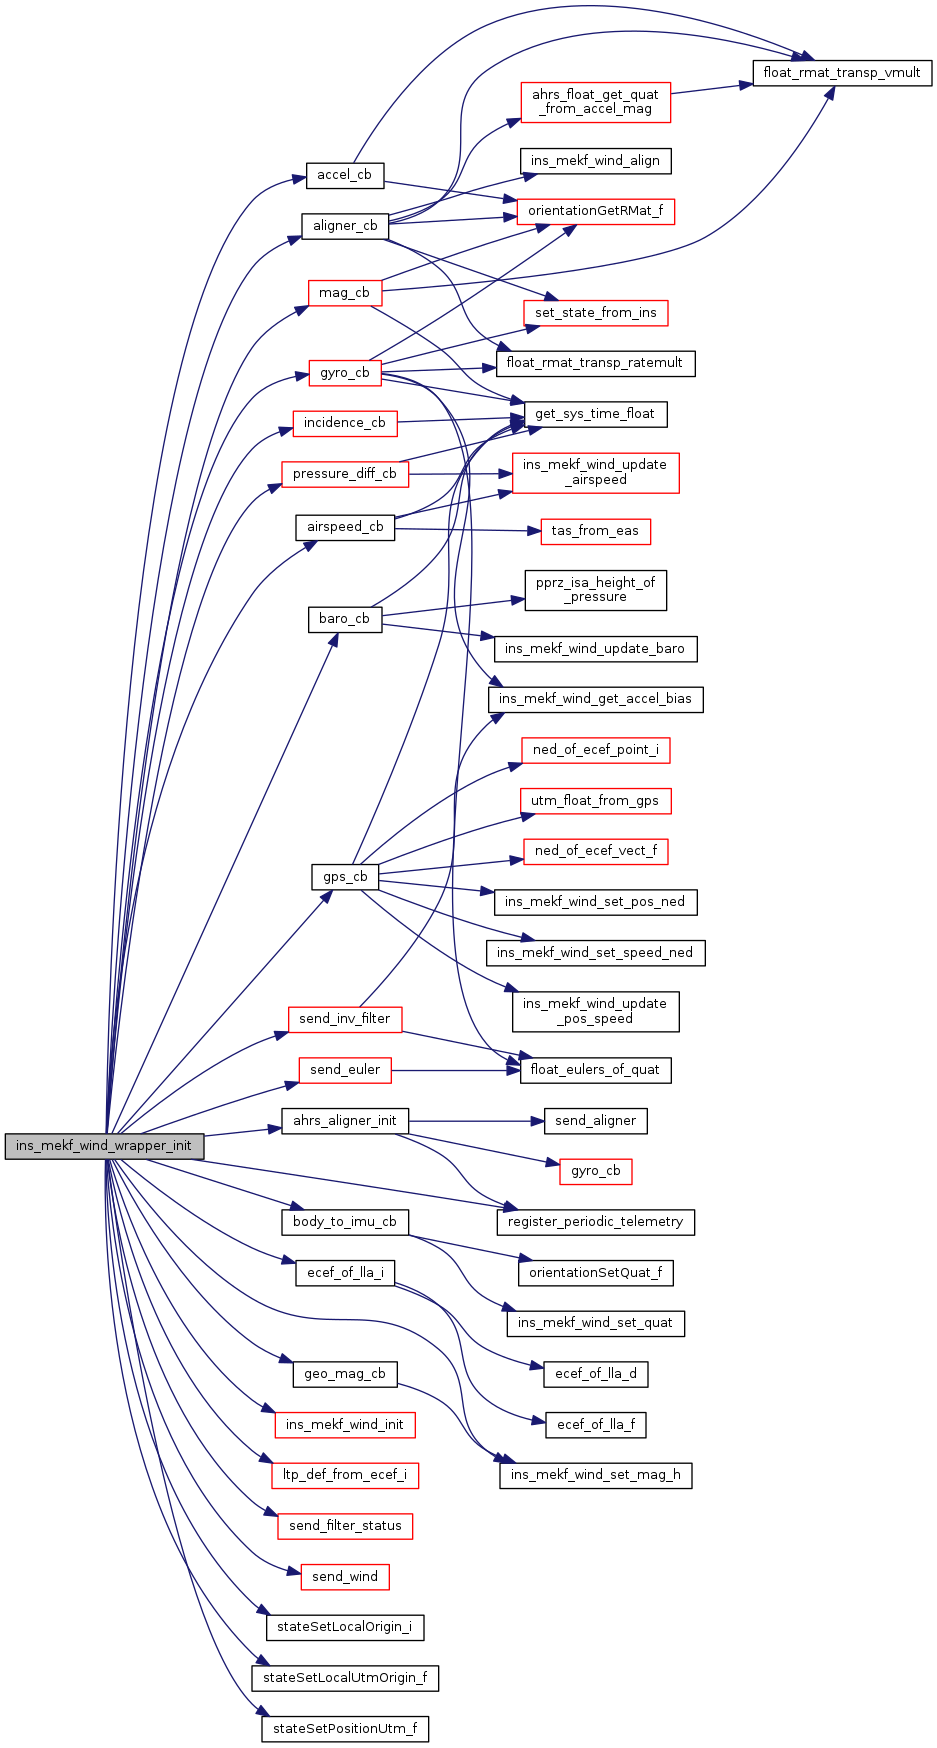 float_rmat_transp_vmult
ahrs_float_get_quat
_from_accel_mag
ins_mekf_wind_align
accel_cb
orientationGetRMat_f
aligner_cb
mag_cb
set_state_from_ins
float_rmat_transp_ratemult
gyro_cb
get_sys_time_float
incidence_cb
ins_mekf_wind_update
_airspeed
pressure_diff_cb
airspeed_cb
tas_from_eas
pprz_isa_height_of
_pressure
baro_cb
ins_mekf_wind_update_baro
ins_mekf_wind_get_accel_bias
ned_of_ecef_point_i
utm_float_from_gps
ned_of_ecef_vect_f
gps_cb
ins_mekf_wind_set_pos_ned
ins_mekf_wind_set_speed_ned
ins_mekf_wind_update
_pos_speed
send_inv_filter
send_euler
float_eulers_of_quat
ahrs_aligner_init
send_aligner
ins_mekf_wind_wrapper_init
gyro_cb
body_to_imu_cb
register_periodic_telemetry
ecef_of_lla_i
orientationSetQuat_f
ins_mekf_wind_set_quat
geo_mag_cb
ecef_of_lla_d
ins_mekf_wind_init
ecef_of_lla_f
ltp_def_from_ecef_i
ins_mekf_wind_set_mag_h
send_filter_status
send_wind
stateSetLocalOrigin_i
stateSetLocalUtmOrigin_f
stateSetPositionUtm_f